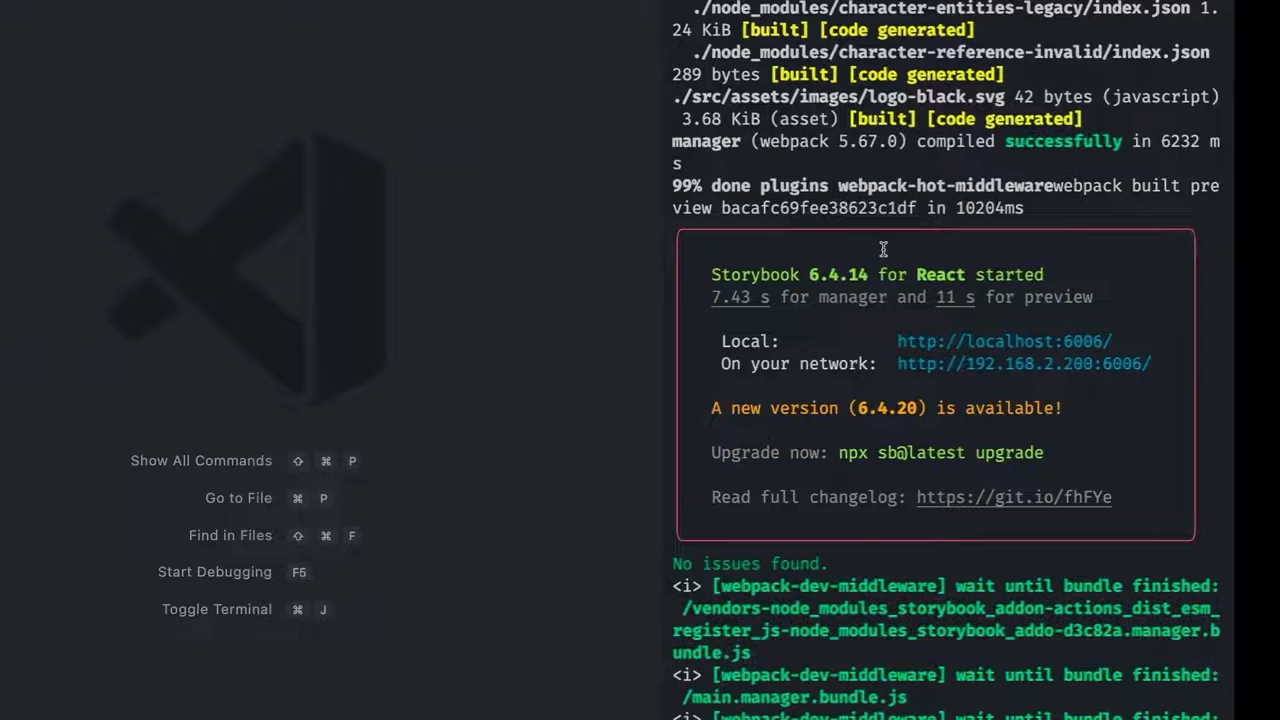 ./node_modules/character-entities-legacy/index.json 1.
24 KiB [built] [code generated]
./node_modules/character-reference-invalid/index.json
289 bytes [built] [code generated]
./src/assets/images/logo-black.svg 42 bytes (javascript)
3.68 KiB (asset) [built] [code generated]
manager (webpack 5.67.0) compiled successfully in 6232 m
s
99% done plugins webpack-hot-middlewarewebpack built pre
view bacafc69fee38623c1df in 10204ms
Storybook 6.4.14 for React started
7.43 s for manager and 11 s for preview
Local: http://localhost:6006/
On your network: http://192.168.2.200:6006/
A new version (6.4.20) is available!
Upgrade now: npx sb@latest upgrade
Read full changelog: https://git.io/fhFYe
No issues found.
<i> [webpack-dev-middleware] wait until bundle finished:
/vendors-node_modules_storybook_addon-actions_dist_esm_
register_js-node_modules_storybook_addo-d3c82a.manager.b
undle.js
<i> [webpack-dev-middleware] wait until bundle finished:
/main.manager.bundle.js
<i> [webpack-dev-middleware] wait until bundle finished:
Show All Commands ⇧ ⌘ P
Go to File ⌘ P
Find in Files ⇧ ⌘ F
Start Debugging F5
Toggle Terminal ⌘ J